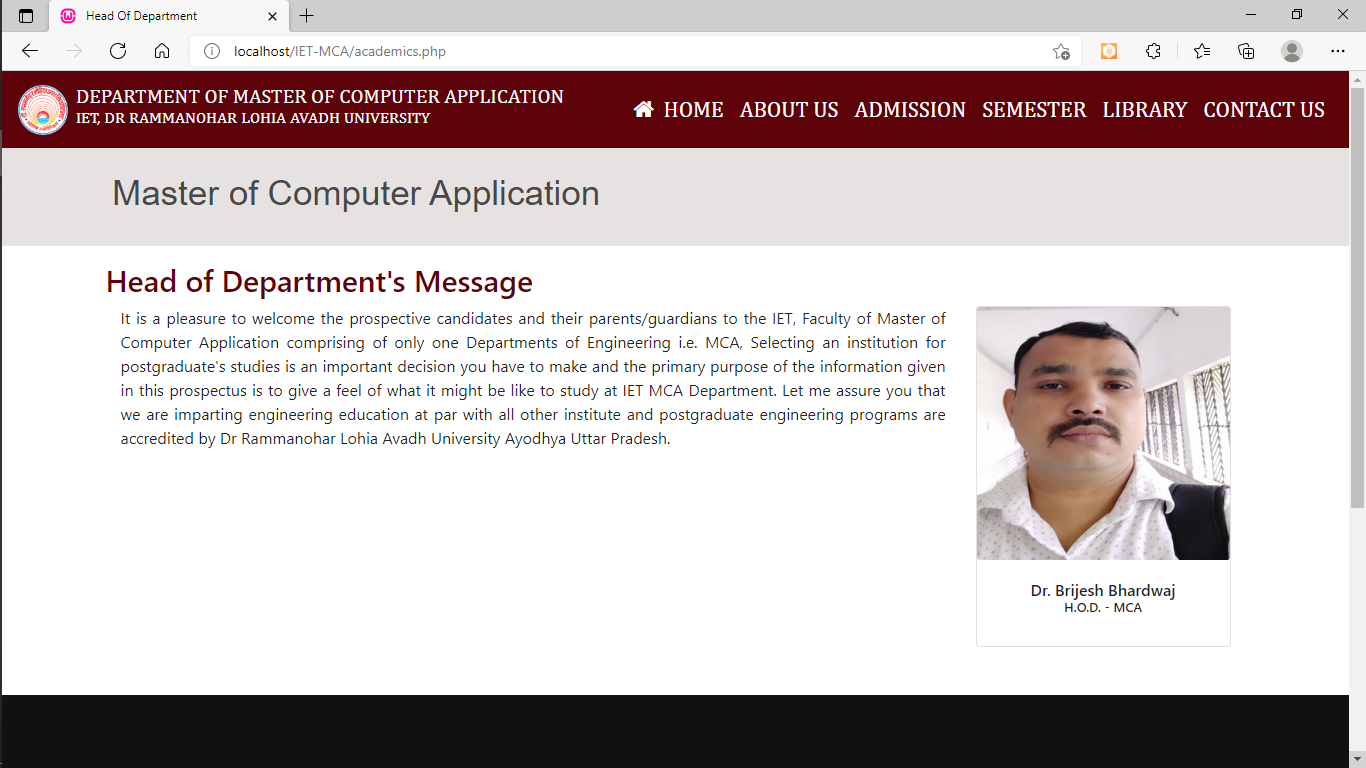 Head Of Department
localhost/IET-MCA/academics.php
DEPARTMENT OF MASTER OF COMPUTER APPLICATION
IET, DR RAMMANOHAR LOHIA AVADH UNIVERSITY
HOME ABOUT US ADMISSION SEMESTER LIBRARY CONTACT US
Master of Computer Application
Head of Department's Message
It is a pleasure to welcome the prospective candidates and their parents/guardians to the IET, Faculty of Master of
Computer Application comprising of only one Departments of Engineering i.e. MCA, Selecting an institution for
postgraduate's studies is an important decision you have to make and the primary purpose of the information given
in this prospectus is to give a feel of what it might be like to study at IET MCA Department. Let me assure you that
we are imparting engineering education at par with all other institute and postgraduate engineering programs are
accredited by Dr Rammanohar Lohia Avadh University Ayodhya Uttar Pradesh.
Dr. Brijesh Bhardwaj
H.O.D. - MCA